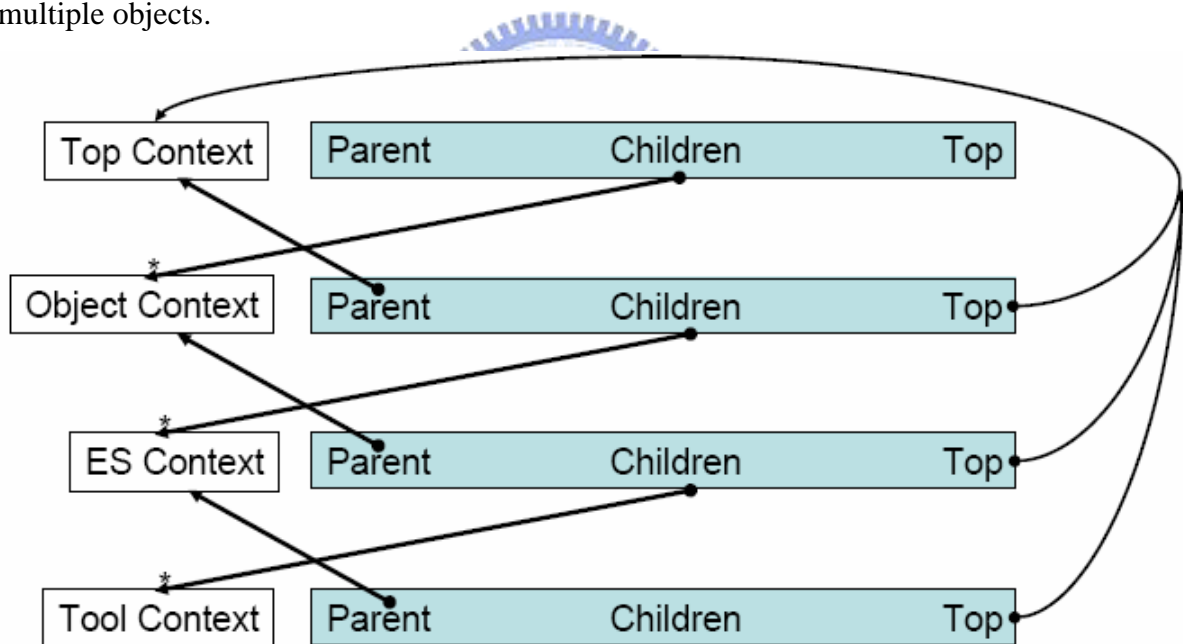 multiple objects.
Top Context Parent Children Top
*
Object Context Parent Children Top
*
ES Context Parent Children Top
*
Tool Context Parent Children Top